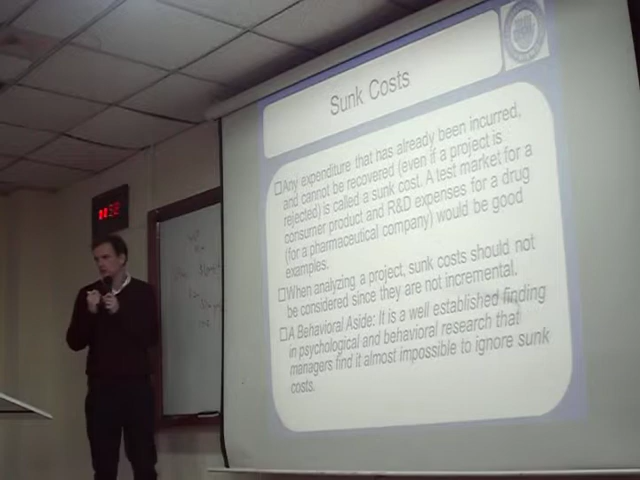 Sunk Costs
Any expenditure that has already been incurred,
and cannot be recovered (even if a project is
rejected) is called a sunk cost. A test market for a
consumer product and R&D expenses for a drug
(for a pharmaceutical company) would be good
examples.
When analyzing a project, sunk costs should not
be considered since they are not incremental.
A Behavioral Aside: It is a well established finding
in psychological and behavioral research that
managers find it almost impossible to ignore sunk
costs.